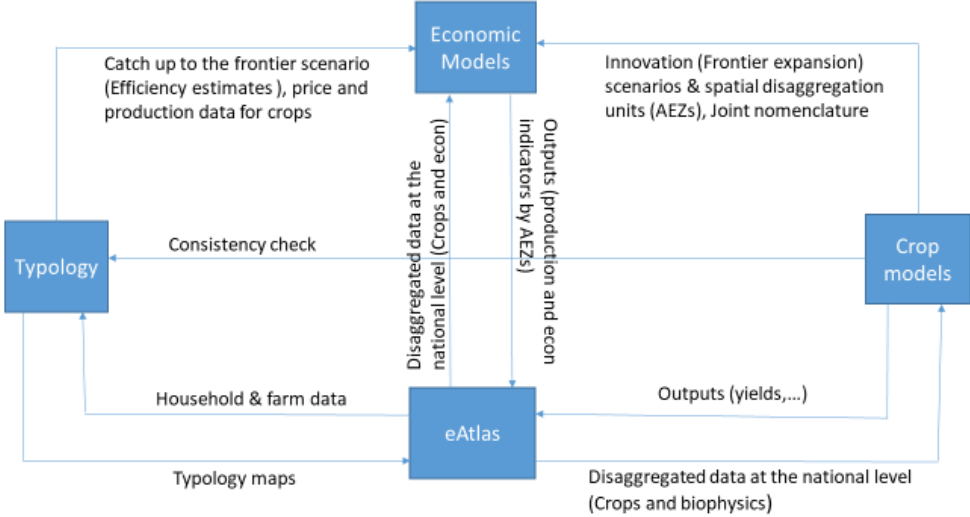 Economic
Models
Catch up to the frontier scenario
(Efficiency estimates ), price and
production data for crops
Innovation (Frontier expansion)
scenarios & spatial disaggregation
units (AEZs), Joint nomenclature
Disaggregated data at the
national level (Crops and econ)
Outputs (production and econ
indicators by AEZs)
Typology
Consistency check
Crop
models
Household & farm data
eAtlas
Outputs (yields,...)
Typology maps
Disaggregated data at the national level
(Crops and biophysics)